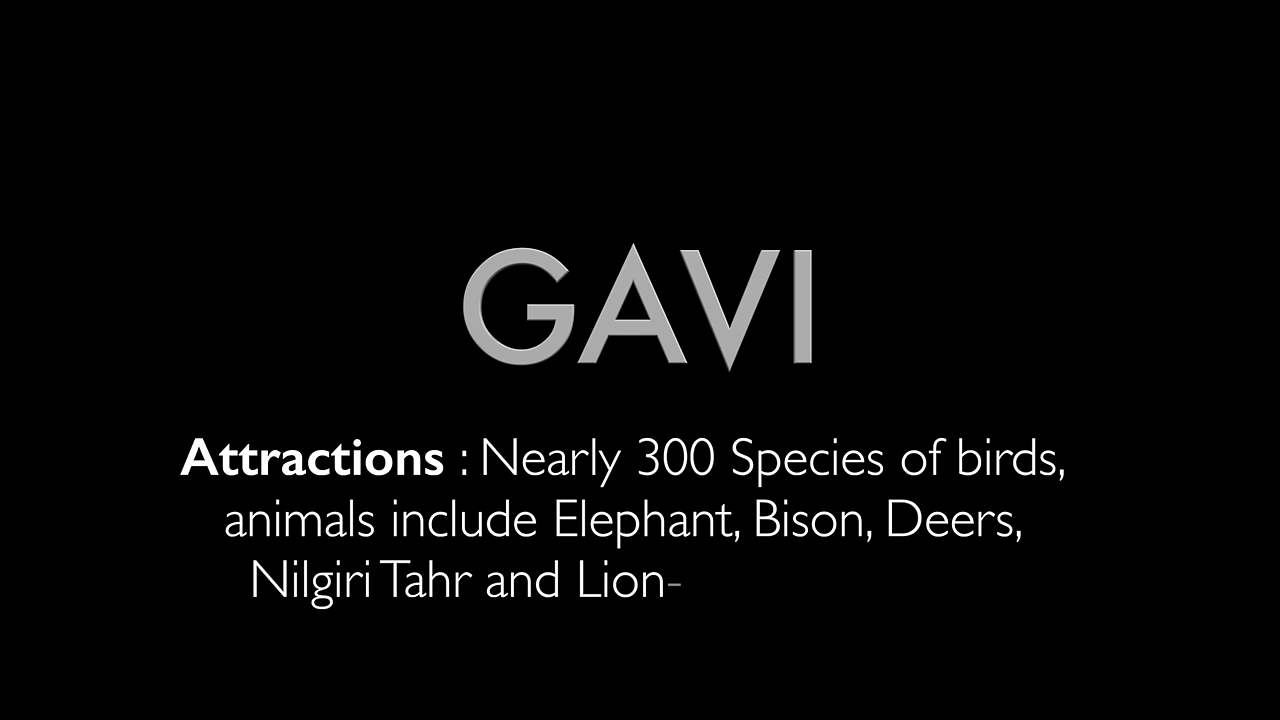 GAVI
Attractions : Nearly 300 Species of birds,
animals include Elephant, Bison, Deers,
Nilgiri Tahr and Lion-